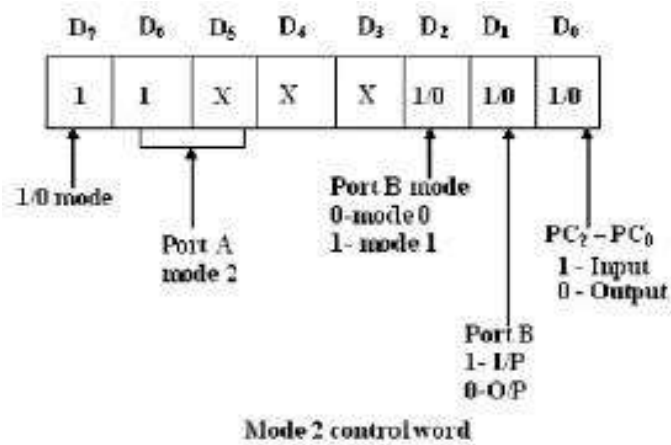 D₇ D₆ D₅ D₄ D₃ D₂ D₁ D₀
1 1 X X X 1/0 1/0 1/0
1/0 mode
Port A
mode 2
Port B mode
0-mode 0
1- mode 1
PC₂ – PC₀
1 - Input
0 - Output
Port B
1- I/P
0-O/P
Mode 2 control word